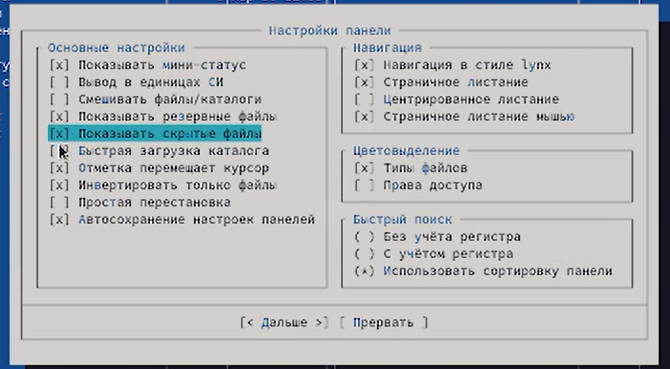 Настройки панели
Основные настройки
[x] Показывать мини-статус
[ ] Вывод в единицах СИ
[ ] Смешивать файлы/каталоги
[x] Показывать резервные файлы
[x] Показывать скрытые файлы
[ ] Быстрая загрузка каталога
[x] Отметка перемещает курсор
[x] Инвертировать только файлы
[ ] Простая перестановка
[x] Автосохранение настроек панелей
Навигация
[x] Навигация в стиле lynx
[x] Страничное листание
[ ] Центрированное листание
[x] Страничное листание мышью
Цветовыделение
[x] Типы файлов
[ ] Права доступа
Быстрый поиск
( ) Без учёта регистра
( ) С учётом регистра
(*) Использовать сортировку панели
[< Дальше >] [ Прервать ]